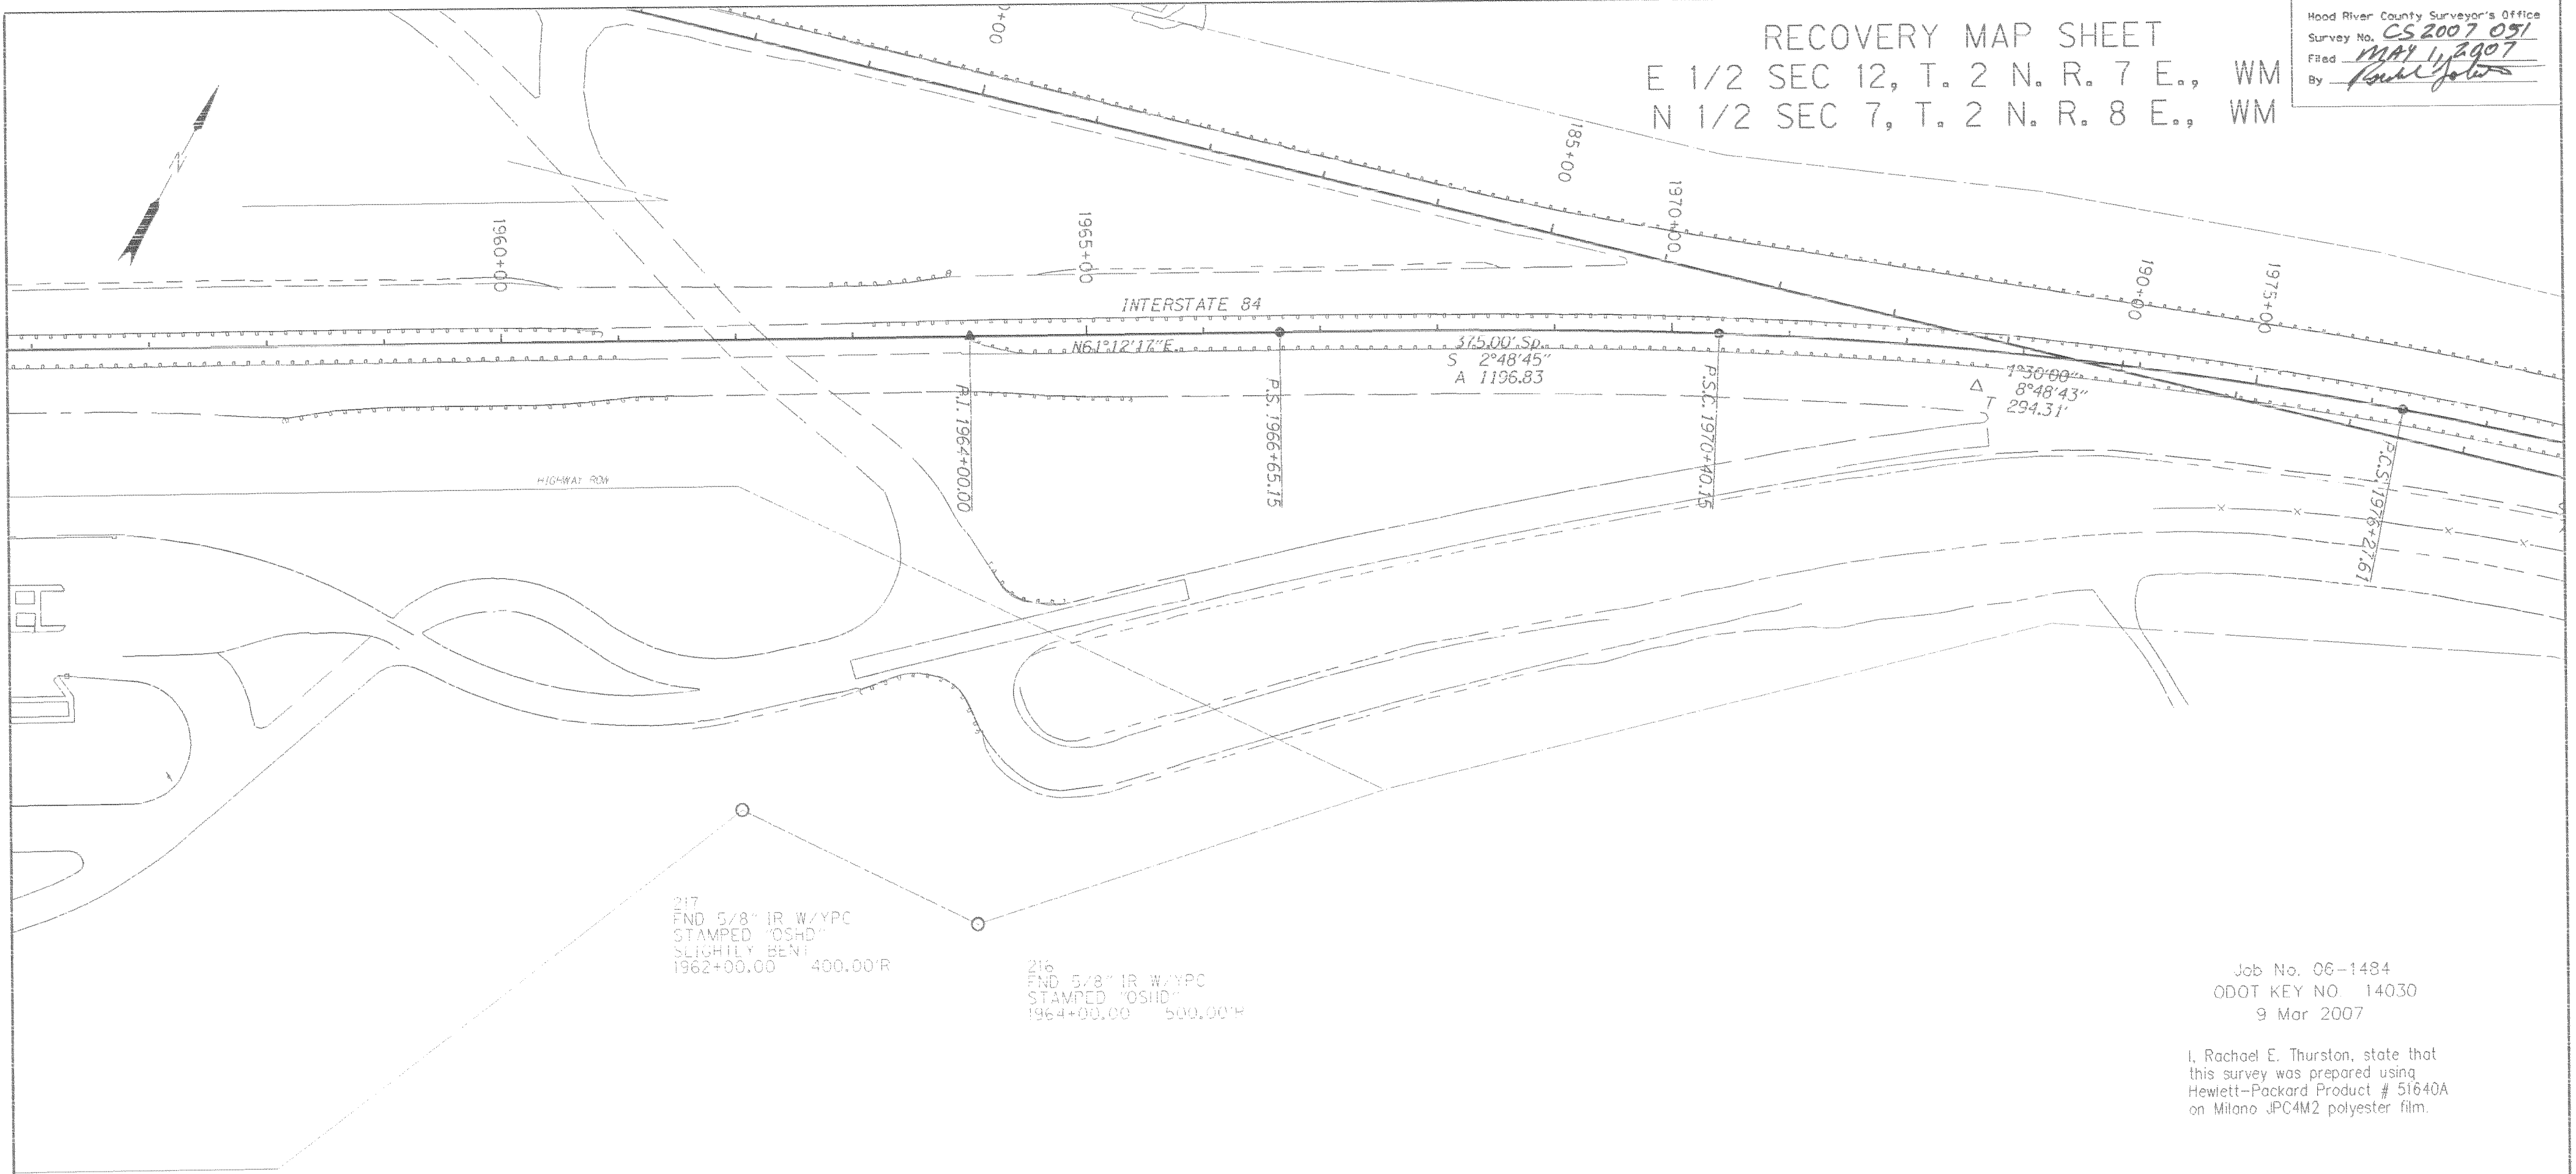 RECOVERY MAP SHEET
E 1/2 SEC 12, T. 2 N. R. 7 E., WM
N 1/2 SEC 7, T. 2 N. R. 8 E., WM
Hood River County Surveyor's Office
Survey No. CS 2007 051
Filed MAY 1, 2007
By
0+00
185+00
1970+00
190+00
1975+00
1960+00
1965+00
N
INTERSTATE 84
N61°12'17"E
375.00' Sp.
S 2°48'45"
A 1196.83
1°30'00"
Δ 8°48'43"
T 294.31'
P.I. 1964+00.00
P.S. 1966+65.15
P.S.C. 1970+40.15
P.C.S. 1976+27.61
HIGHWAY ROW
217
FND 5/8" IR W/YPC
STAMPED "OSHD"
SLIGHTLY BENT
1962+00.00 400.00'R
216
FND 5/8" IR W/YPC
STAMPED "OSHD"
1964+00.00 500.00'R
Job No. 06-1484
ODOT KEY NO 14030
9 Mar 2007
I, Rachael E. Thurston, state that
this survey was prepared using
Hewlett-Packard Product # 51640A
on Milano JPC4M2 polyester film.